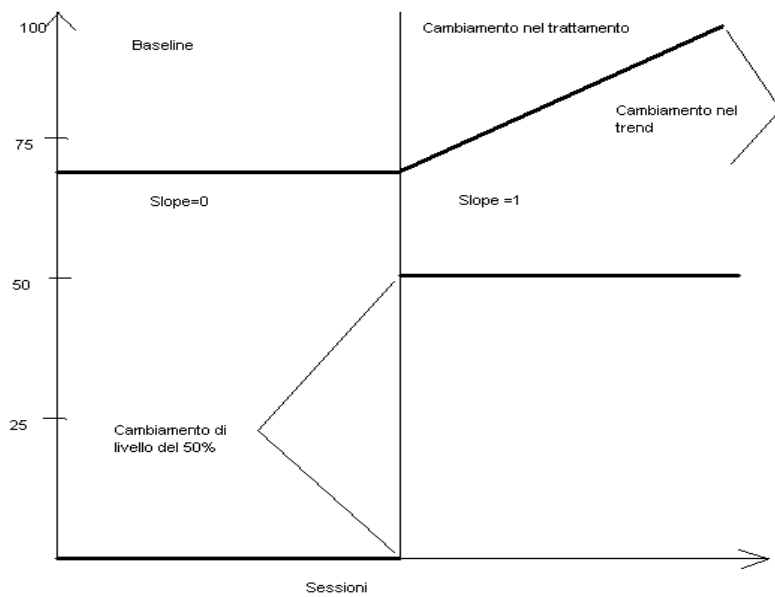 100
Baseline
Cambiamento nel trattamento
Cambiamento nel
trend
75
Slope=0
Slope =1
50
25
Cambiamento di
livello del 50%
Sessioni